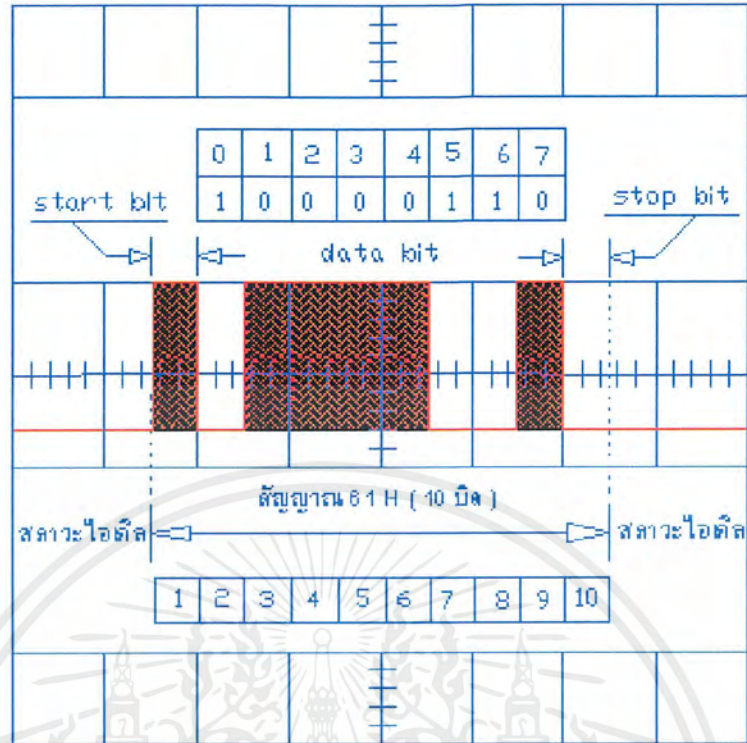 0 1 2 3 4 5 6 7
1 0 0 0 0 1 1 0
start bit
stop bit
data bit
สัญญาณ 61 H ( 10 บิต )
สภาวะไอเดิล
สภาวะไอเดิล
1 2 3 4 5 6 7 8 9 10